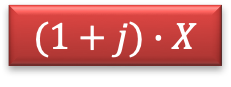 (1 + j) · X